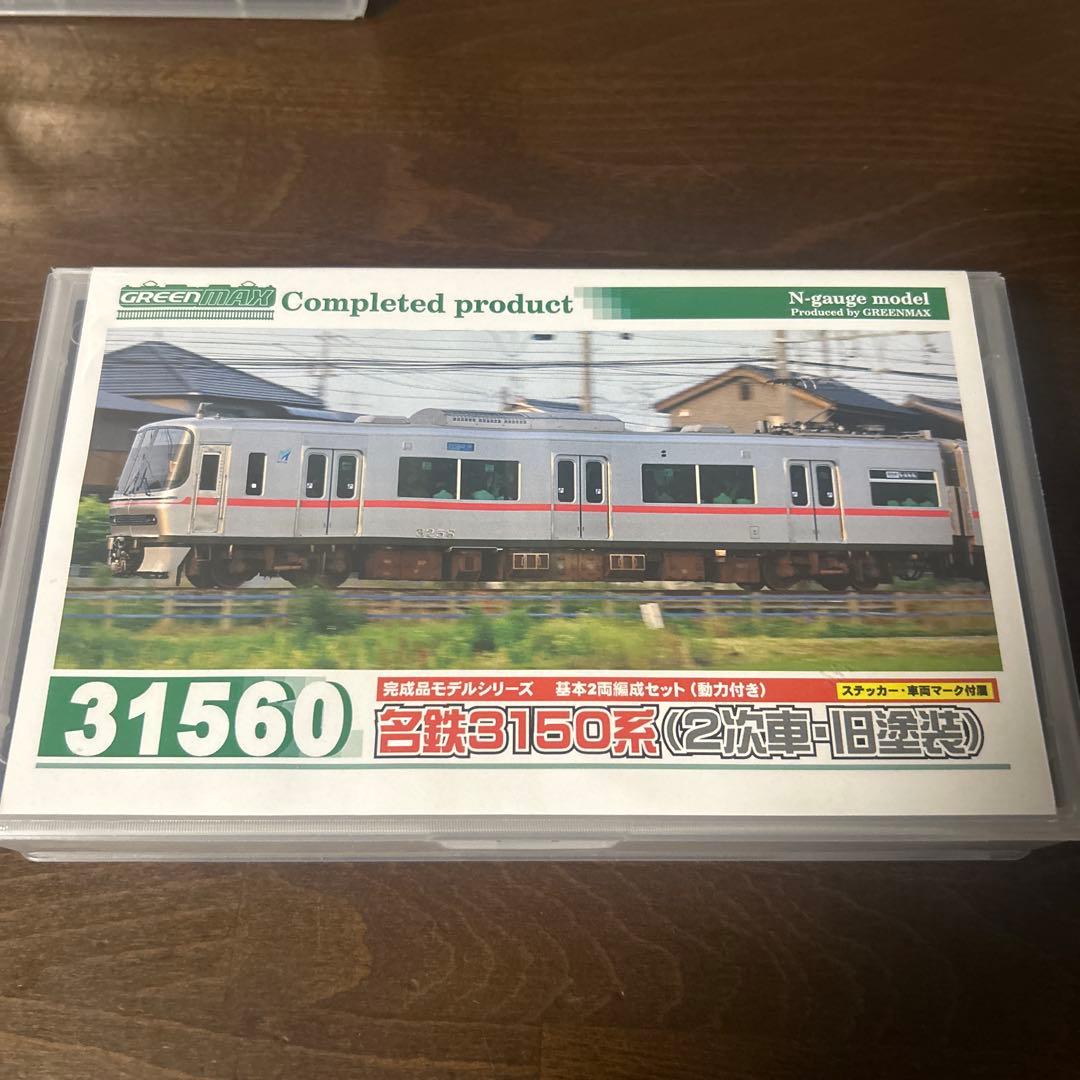 GREENMAX Completed product
N-gauge model
Produced by GREENMAX
31560
完成品モデルシリーズ 基本2両編成セット（動力付き）
ステッカー・車両マーク付属
名鉄3150系（2次車・旧塗装）